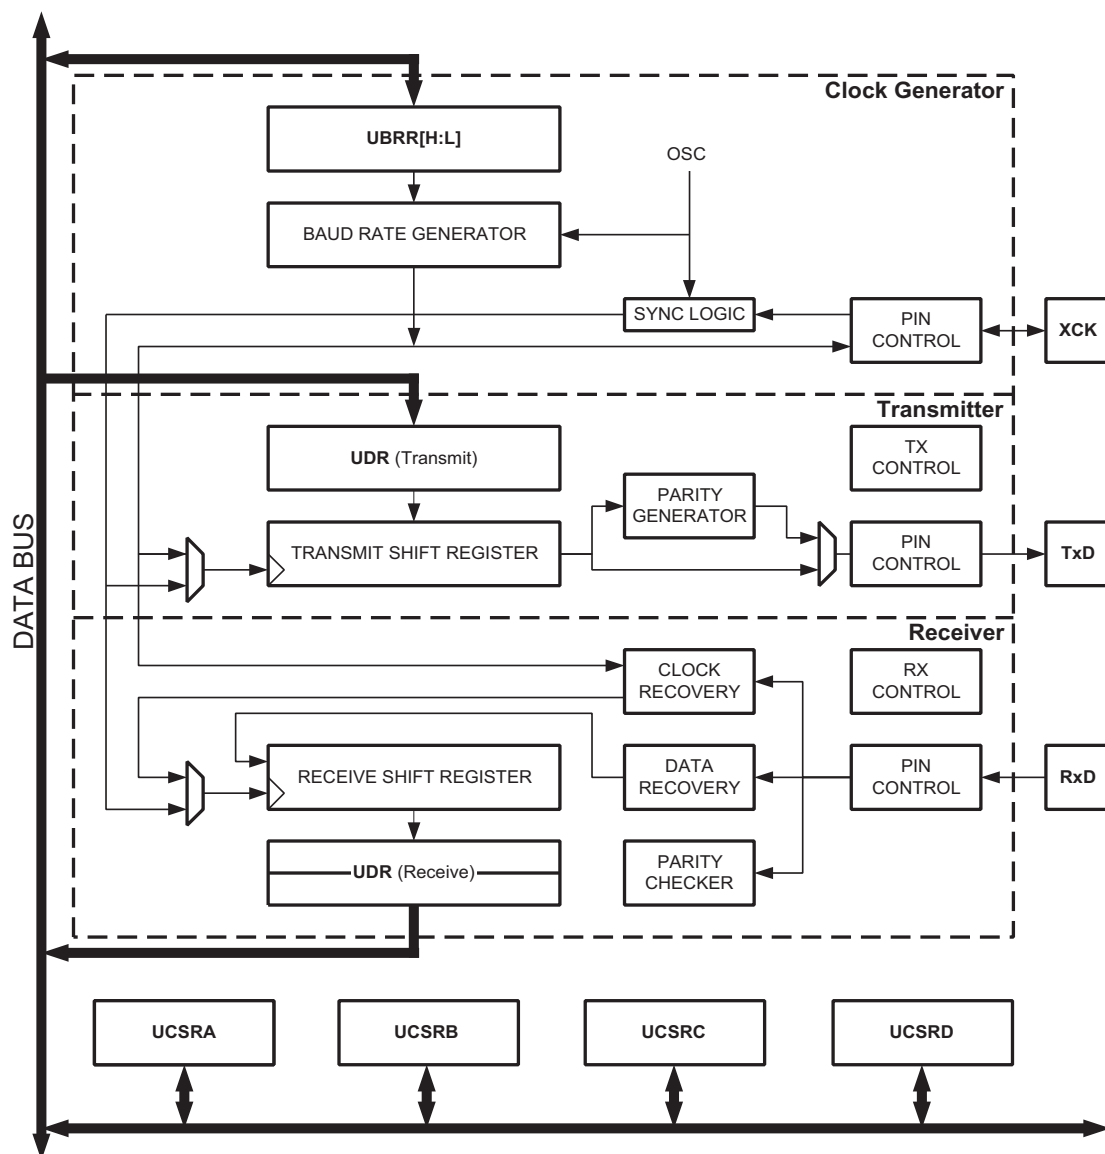 Clock Generator
UBRR[H:L]
OSC
BAUD RATE GENERATOR
SYNC LOGIC
PIN
CONTROL
XCK
Transmitter
UDR (Transmit)
TX
CONTROL
PARITY
GENERATOR
TRANSMIT SHIFT REGISTER
PIN
CONTROL
TxD
DATA BUS
Receiver
CLOCK
RECOVERY
RX
CONTROL
RECEIVE SHIFT REGISTER
DATA
RECOVERY
PIN
CONTROL
RxD
UDR (Receive)
PARITY
CHECKER
UCSRA
UCSRB
UCSRC
UCSRD